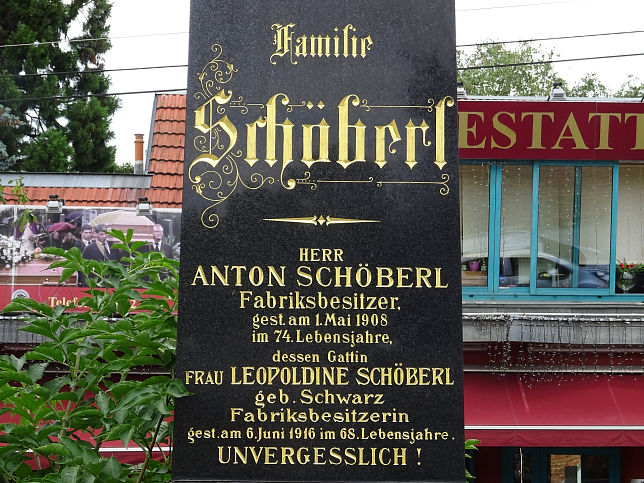 Familie
Schöberl
HERR
ANTON SCHÖBERL
Fabriksbesitzer,
gest. am 1. Mai 1908
im 74. Lebensjahre,
dessen Gattin
FRAU LEOPOLDINE SCHÖBERL
geb. Schwarz
Fabriksbesitzerin
gest. am 6. Juni 1916 im 68. Lebensjahre.
UNVERGESSLICH !
ESTATT
Telef